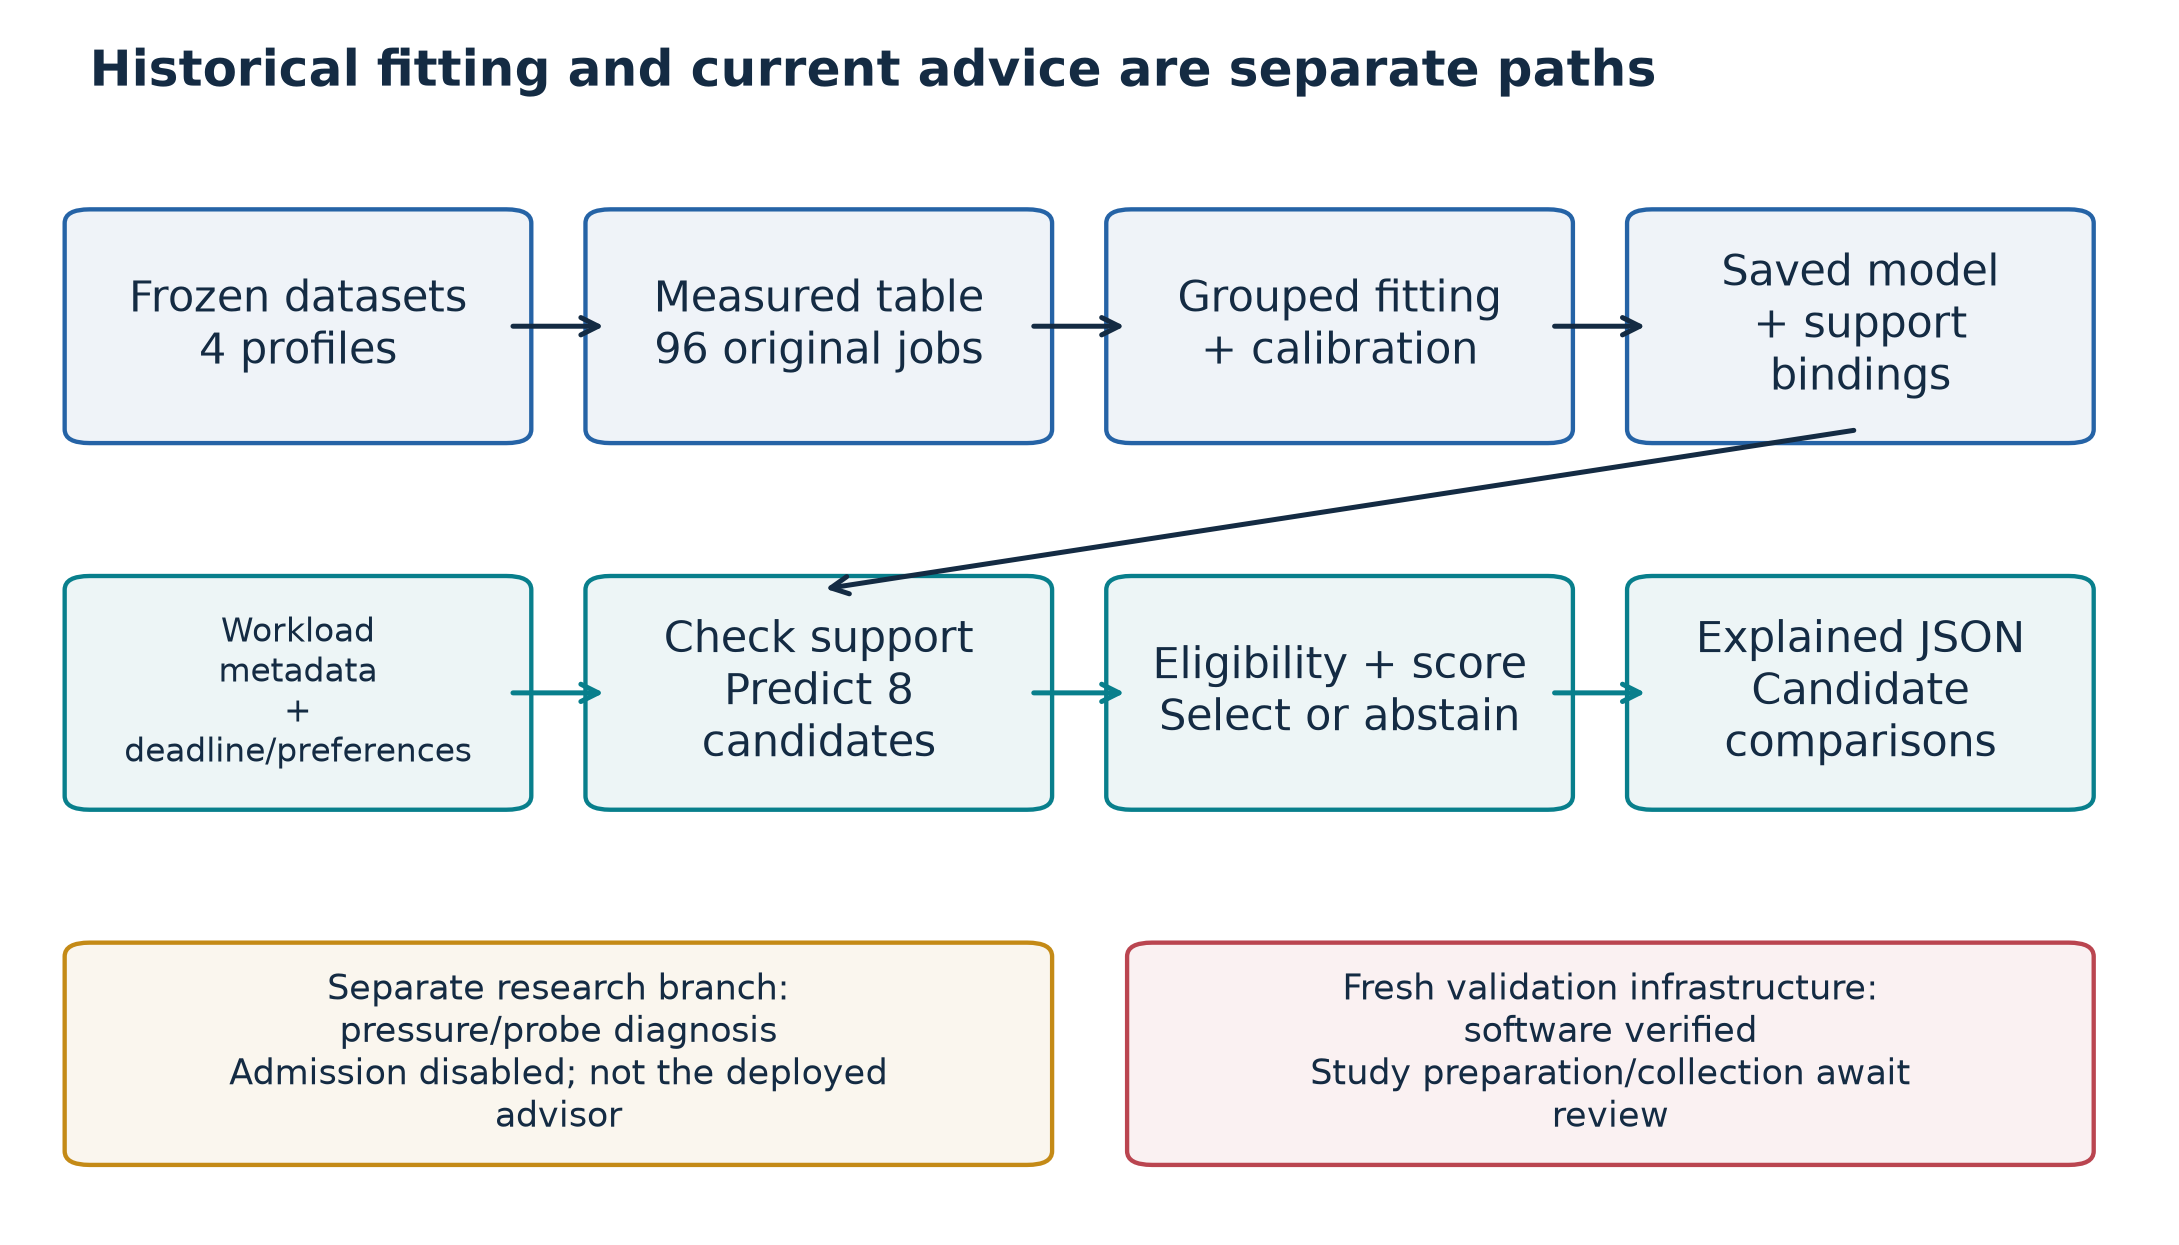 Historical fitting and current advice are separate paths
Frozen datasets
4 profiles
Measured table
96 original jobs
Grouped fitting
+ calibration
Saved model
+ support
bindings
Workload
metadata
+
deadline/preferences
Check support
Predict 8
candidates
Eligibility + score
Select or abstain
Explained JSON
Candidate
comparisons
Separate research branch:
pressure/probe diagnosis
Admission disabled; not the deployed
advisor
Fresh validation infrastructure:
software verified
Study preparation/collection await
review